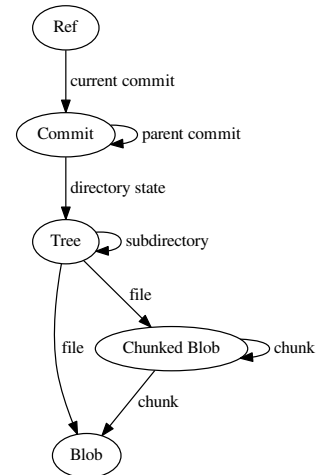 Ref
current commit
Commit
parent commit
directory state
Tree
subdirectory
file
file
Chunked Blob
chunk
chunk
Blob